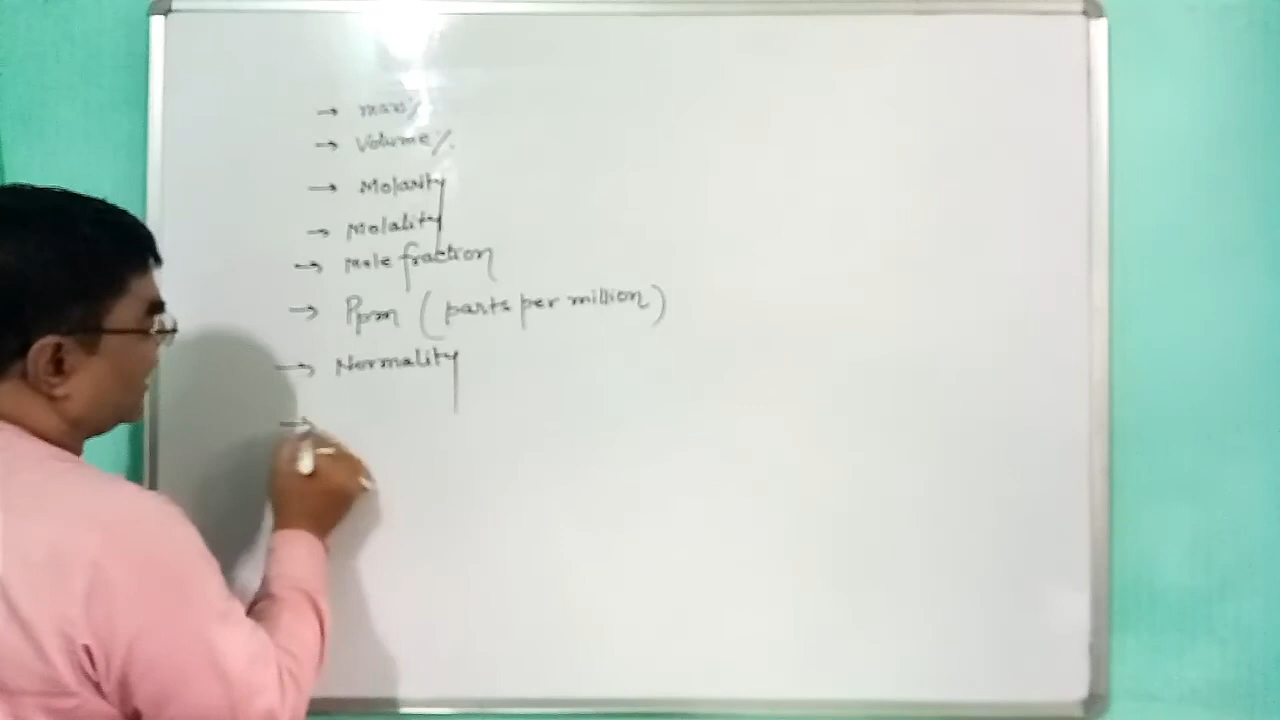 → mass%
→ Volume%.
→ Molarity
→ Molality
→ Mole fraction
→ Ppm (parts per million)
→ Normality
→